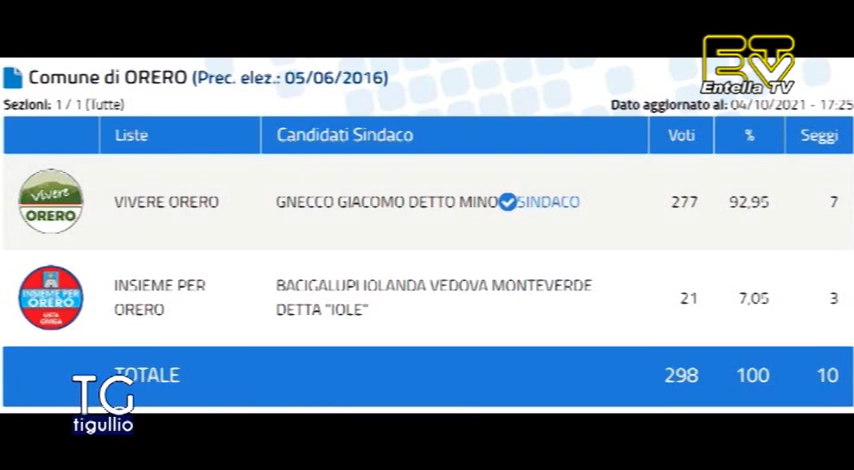 ETV
Entella TV
Comune di ORERO (Prec. elez.: 05/06/2016)
Sezioni: 1 / 1 (Tutte)
Dato aggiornato al: 04/10/2021 - 17:25
Liste Candidati Sindaco Voti % Seggi
vivere
ORERO
VIVERE ORERO GNECCO GIACOMO DETTO MINO SINDACO 277 92,95 7
INSIEME PER
ORERO
LISTA
CIVICA
INSIEME PER
ORERO
BACIGALUPI IOLANDA VEDOVA MONTEVERDE
DETTA "IOLE"
21 7,05 3
TOTALE 298 100 10
TG
tigullio